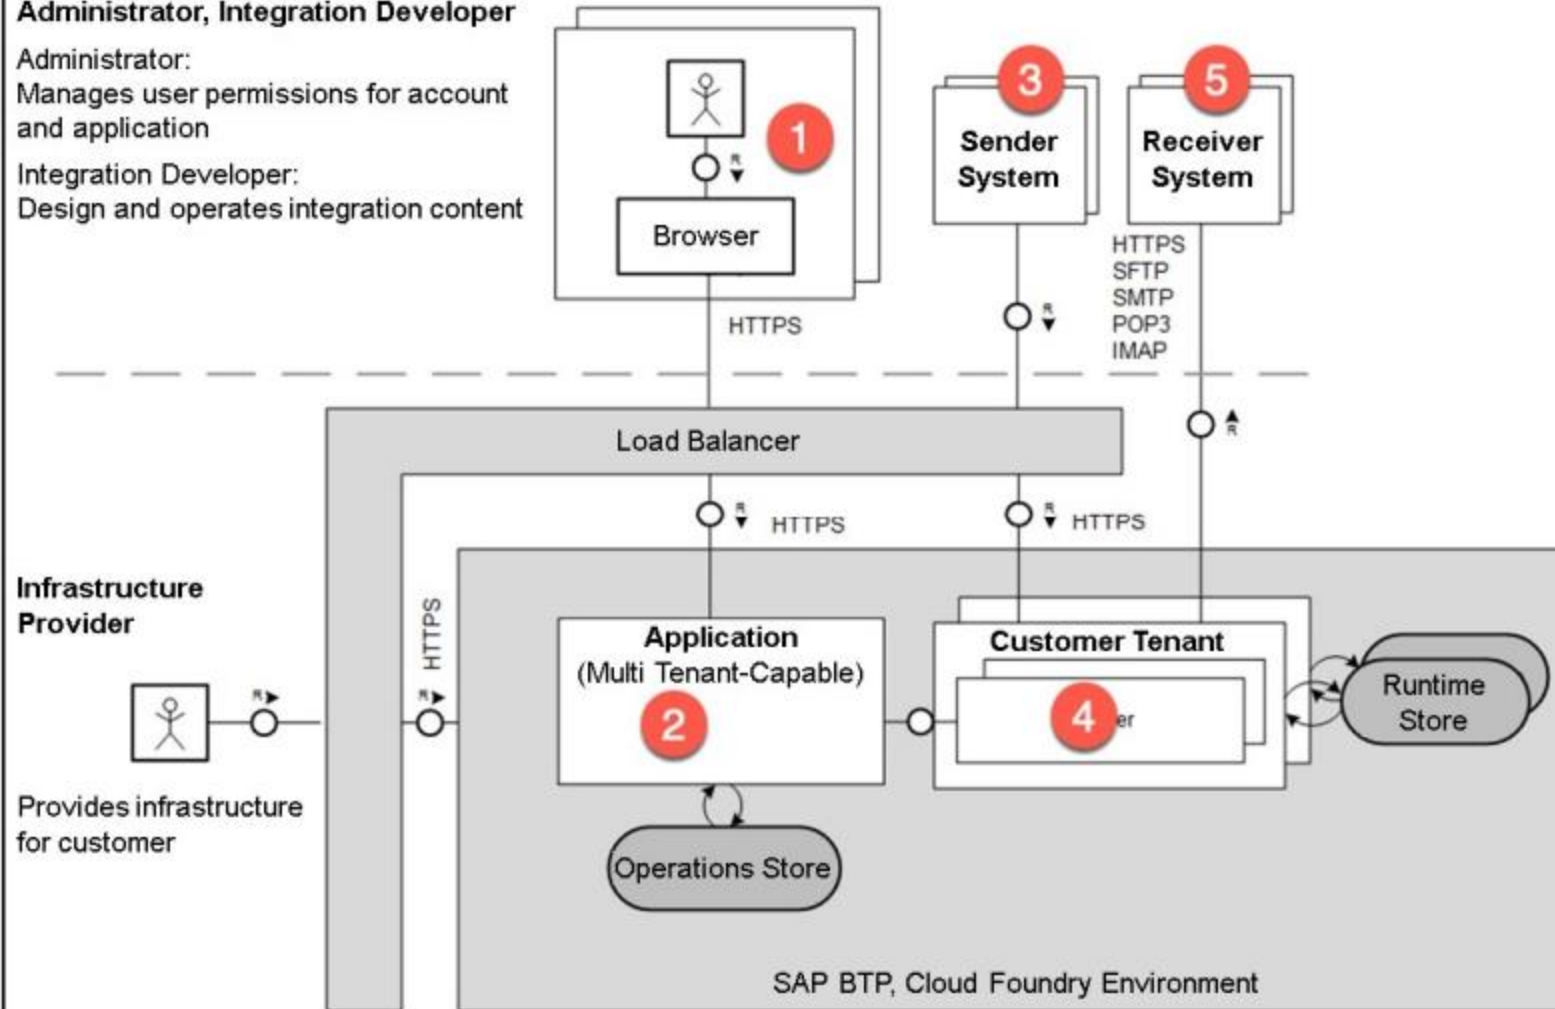 Administrator, Integration Developer
Administrator:
Manages user permissions for account
and application
Integration Developer:
Design and operates integration content
1
R
Browser
HTTPS
3
Sender
System
R
5
Receiver
System
HTTPS
SFTP
SMTP
POP3
IMAP
R
Load Balancer
R
HTTPS
R
HTTPS
Infrastructure
Provider
R
Provides infrastructure
for customer
HTTPS
R
Application
(Multi Tenant-Capable)
2
Operations Store
Customer Tenant
4
er
Runtime
Store
SAP BTP, Cloud Foundry Environment